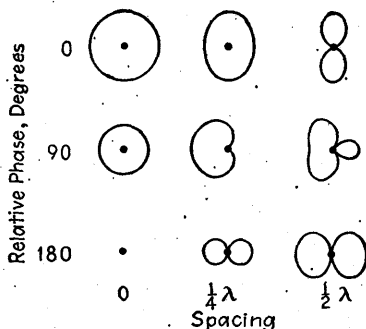 Relative Phase, Degrees
0
90
180
0
¼ λ
½ λ
Spacing